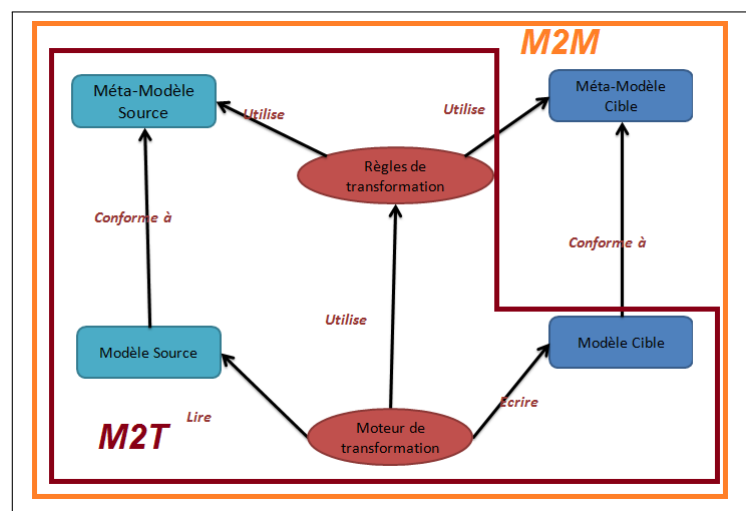 M2M
Méta-Modèle
Source
Méta-Modèle
Cible
Utilise
Utilise
Règles de
transformation
Conforme à
Conforme à
Utilise
Modèle Source
Modèle Cible
Lire
Ecrire
M2T
Moteur de
transformation